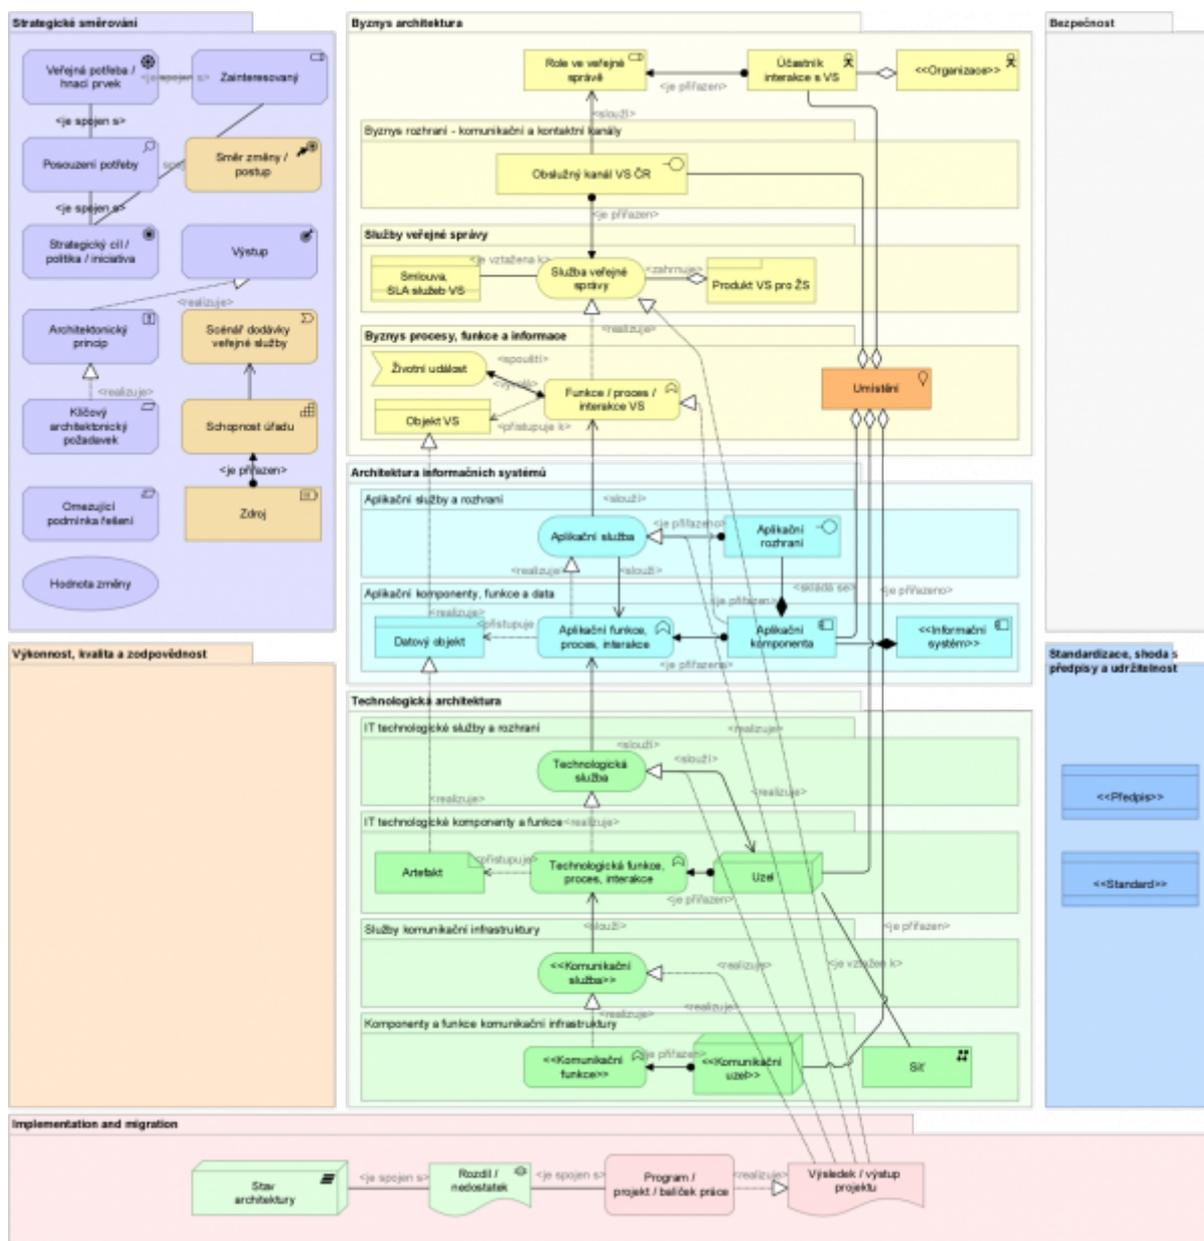 Strategické směrování
Veřejná potřeba /
hnací prvek
<je spojen s>
Zainteresovaný
<je spojen s>
Posouzení potřeby
Směr změny /
postup
<je spojen s>
Strategický cíl /
politika / iniciativa
Výstup
<realizuje>
Architektonický
princip
Scénář dodávky
veřejné služby
<realizuje>
Klíčový
architektonický
požadavek
Schopnost úřadu
<je přiřazen>
Omezující
podmínka řešení
Zdroj
Hodnota změny
Výkonnost, kvalita a zodpovědnost
Byznys architektura
Role ve veřejné
správě
<je přiřazen>
Účastník
interakce s VS
<<Organizace>>
<slouží>
Byznys rozhraní - komunikační a kontaktní kanály
Obslužný kanál VS ČR
<je přiřazen>
Služby veřejné správy
<je vztažena k>
Smlouva,
SLA služeb VS
Služba veřejné
správy
<zahrnuje>
Produkt VS pro ŽS
<realizuje>
Byznys procesy, funkce a informace
Životní událost
<spouští>
Funkce / proces /
interakce VS
Umístění
Objekt VS
<přistupuje k>
Architektura informačních systémů
Aplikační služby a rozhraní
<slouží>
Aplikační služba
<je přiřazeno>
Aplikační
rozhraní
<realizuje>
<slouží>
Aplikační komponenty, funkce a data
<skládá se>
<je přiřazeno>
<je přiřazen>
<realizuje>
Datový objekt
<přistupuje
Aplikační funkce,
proces, interakce
Aplikační
komponenta
<<Informační
systém>>
<je přiřazena>
Technologická architektura
IT technologické služby a rozhraní
<realizuje>
<slouží>
<slouží>
Technologická
služba
<realizuje>
<realizuje>
IT technologické komponenty a funkce
<realizuje>
Artefakt
<přistupuje>
Technologická funkce,
proces, interakce
Uzel
<je přiřazen>
Služby komunikační infrastruktury
<slouží>
<je přiřazen>
<<Komunikační
služba>>
<realizuje>
<je vztažen k>
<realizuje>
<realizuje>
Komponenty a funkce komunikační infrastruktury
<<Komunikační
funkce>>
<je přiřazen>
<<Komunikační
uzel>>
Síť
Bezpečnost
Standardizace, shoda s
předpisy a udržitelnost
<<Předpis>>
<<Standard>>
Implementation and migration
Stav
architektury
<je spojen s>
Rozdíl /
nedostatek
<je spojen s>
Program /
projekt / balíček práce
<realizuje>
Výsledek / výstup
projektu